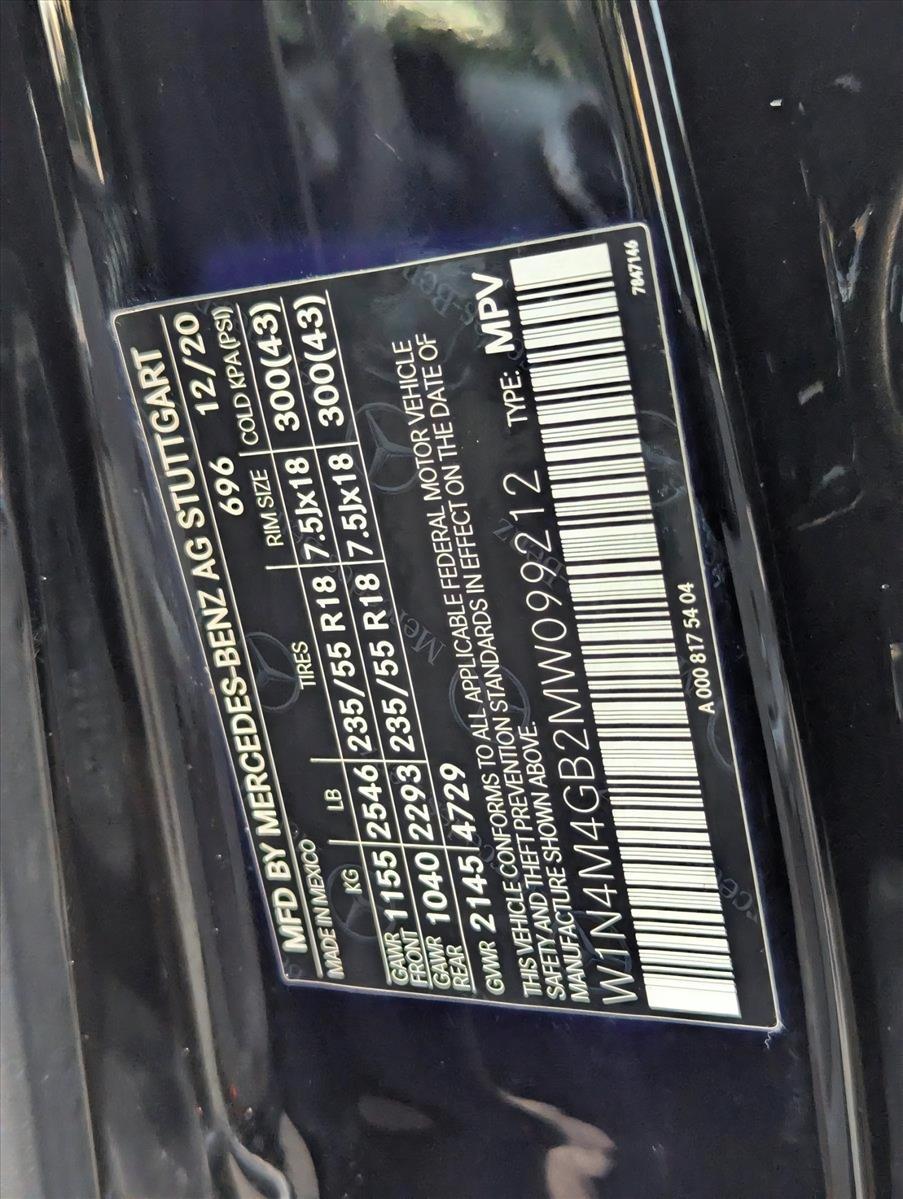 MFD BY MERCEDES-BENZ AG STUTTGART
MADE IN MEXICO 696 12/20
KG LB TIRES RIM SIZE COLD KPA(PSI)
GAWR FRONT 1155 2546 235/55 R18 7.5Jx18 300(43)
GAWR REAR 1040 2293 235/55 R18 7.5Jx18 300(43)
GVWR 2145 4729
THIS VEHICLE CONFORMS TO ALL APPLICABLE FEDERAL MOTOR VEHICLE
SAFETY AND THEFT PREVENTION STANDARDS IN EFFECT ON THE DATE OF
MANUFACTURE SHOWN ABOVE.
W1N4M4GB2MW099212 TYPE: MPV
A 000 817 54 04 7847146